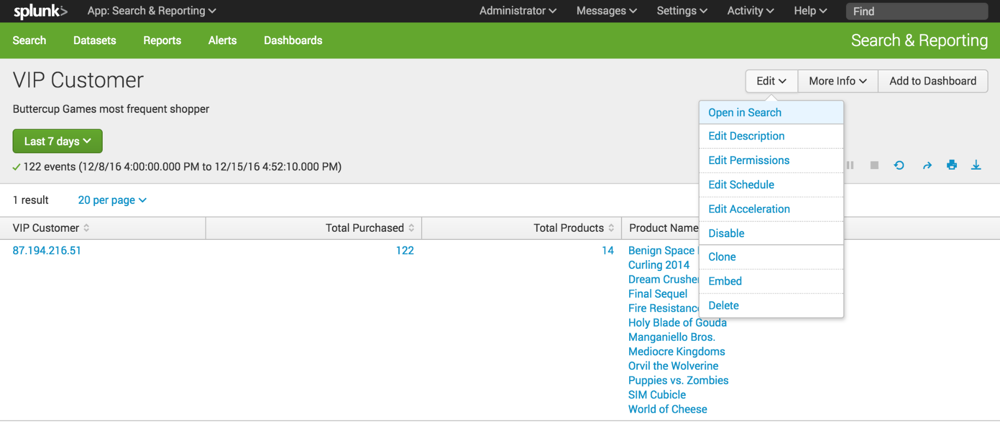 splunk> App: Search & Reporting Administrator Messages Settings Activity Help Find
Search Datasets Reports Alerts Dashboards Search & Reporting
VIP Customer
Edit More Info Add to Dashboard
Buttercup Games most frequent shopper
Last 7 days
122 events (12/8/16 4:00:00.000 PM to 12/15/16 4:52:10.000 PM)
Open in Search
Edit Description
Edit Permissions
Edit Schedule
Edit Acceleration
Disable
Clone
Embed
Delete
1 result 20 per page
VIP Customer Total Purchased Total Products Product Name
87.194.216.51 122 14 Benign Space
Curling 2014
Dream
Final Sequel
Fire
Holy Blade of Gouda
Manganiello Bros.
Mediocre Kingdoms
Orvil the Wolverine
Puppies vs. Zombies
SIM Cubicle
World of Cheese